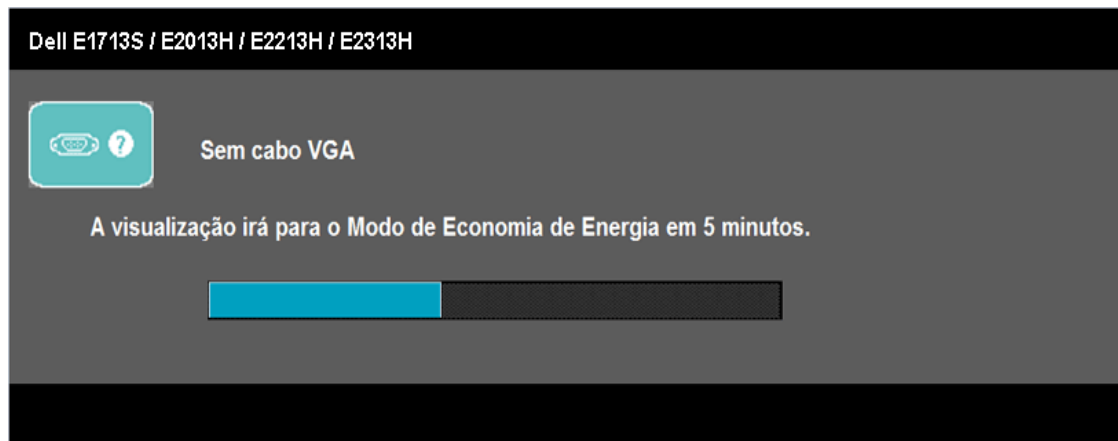 Dell E1713S / E2013H / E2213H / E2313H
Sem cabo VGA
A visualização irá para o Modo de Economia de Energia em 5 minutos.